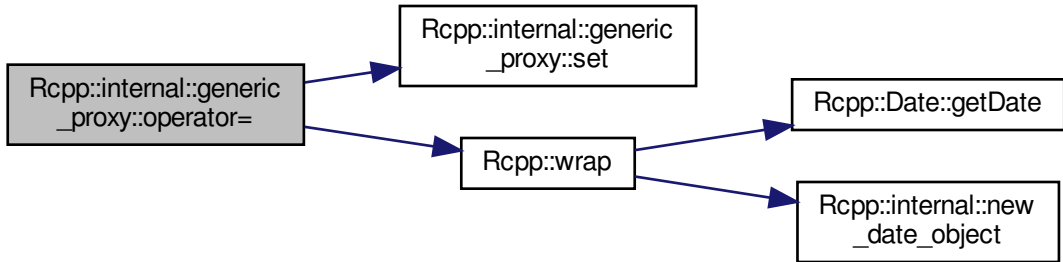 Rcpp::internal::generic
_proxy::operator=
Rcpp::internal::generic
_proxy::set
Rcpp::wrap
Rcpp::Date::getDate
Rcpp::internal::new
_date_object